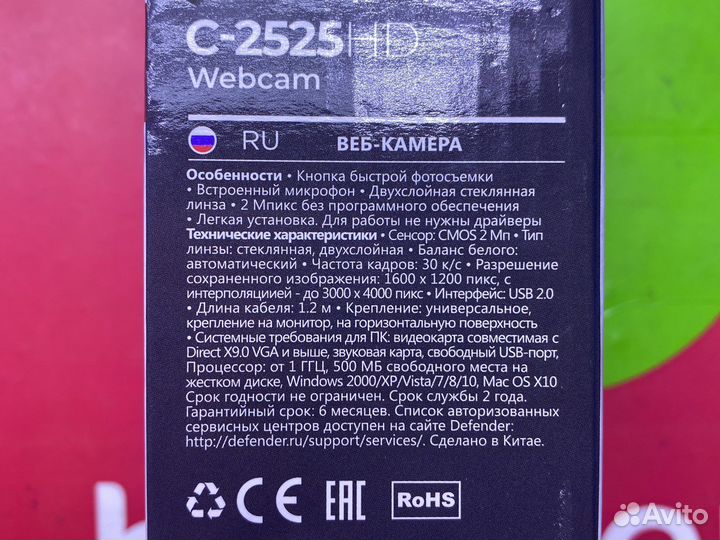 C-2525HD
Webcam
RU ВЕБ-КАМЕРА
Особенности • Кнопка быстрой фотосъемки
• Встроенный микрофон • Двухслойная стеклянная
линза • 2 Мпикс без программного обеспечения
• Легкая установка. Для работы не нужны драйверы
Технические характеристики • Сенсор: CMOS 2 Мп • Тип
линзы: стеклянная, двухслойная • Баланс белого:
автоматический • Частота кадров: 30 к/с • Разрешение
сохраненного изображения: 1600 x 1200 пикс, с
интерполяциией - до 3000 x 4000 пикс • Интерфейс: USB 2.0
• Длина кабеля: 1.2 м • Крепление: универсальное,
крепление на монитор, на горизонтальную поверхность
• Системные требования для ПК: видеокарта совместимая с
Direct X9.0 VGA и выше, звуковая карта, свободный USB-порт,
Процессор: от 1 ГГЦ, 500 МБ свободного места на
жестком диске, Windows 2000/XP/Vista/7/8/10, Mac OS X10
Срок годности не ограничен. Срок службы 2 года.
Гарантийный срок: 6 месяцев. Список авторизованных
сервисных центров доступен на сайте Defender:
http://defender.ru/support/services/. Сделано в Китае.
CE EAC RoHS
Avito